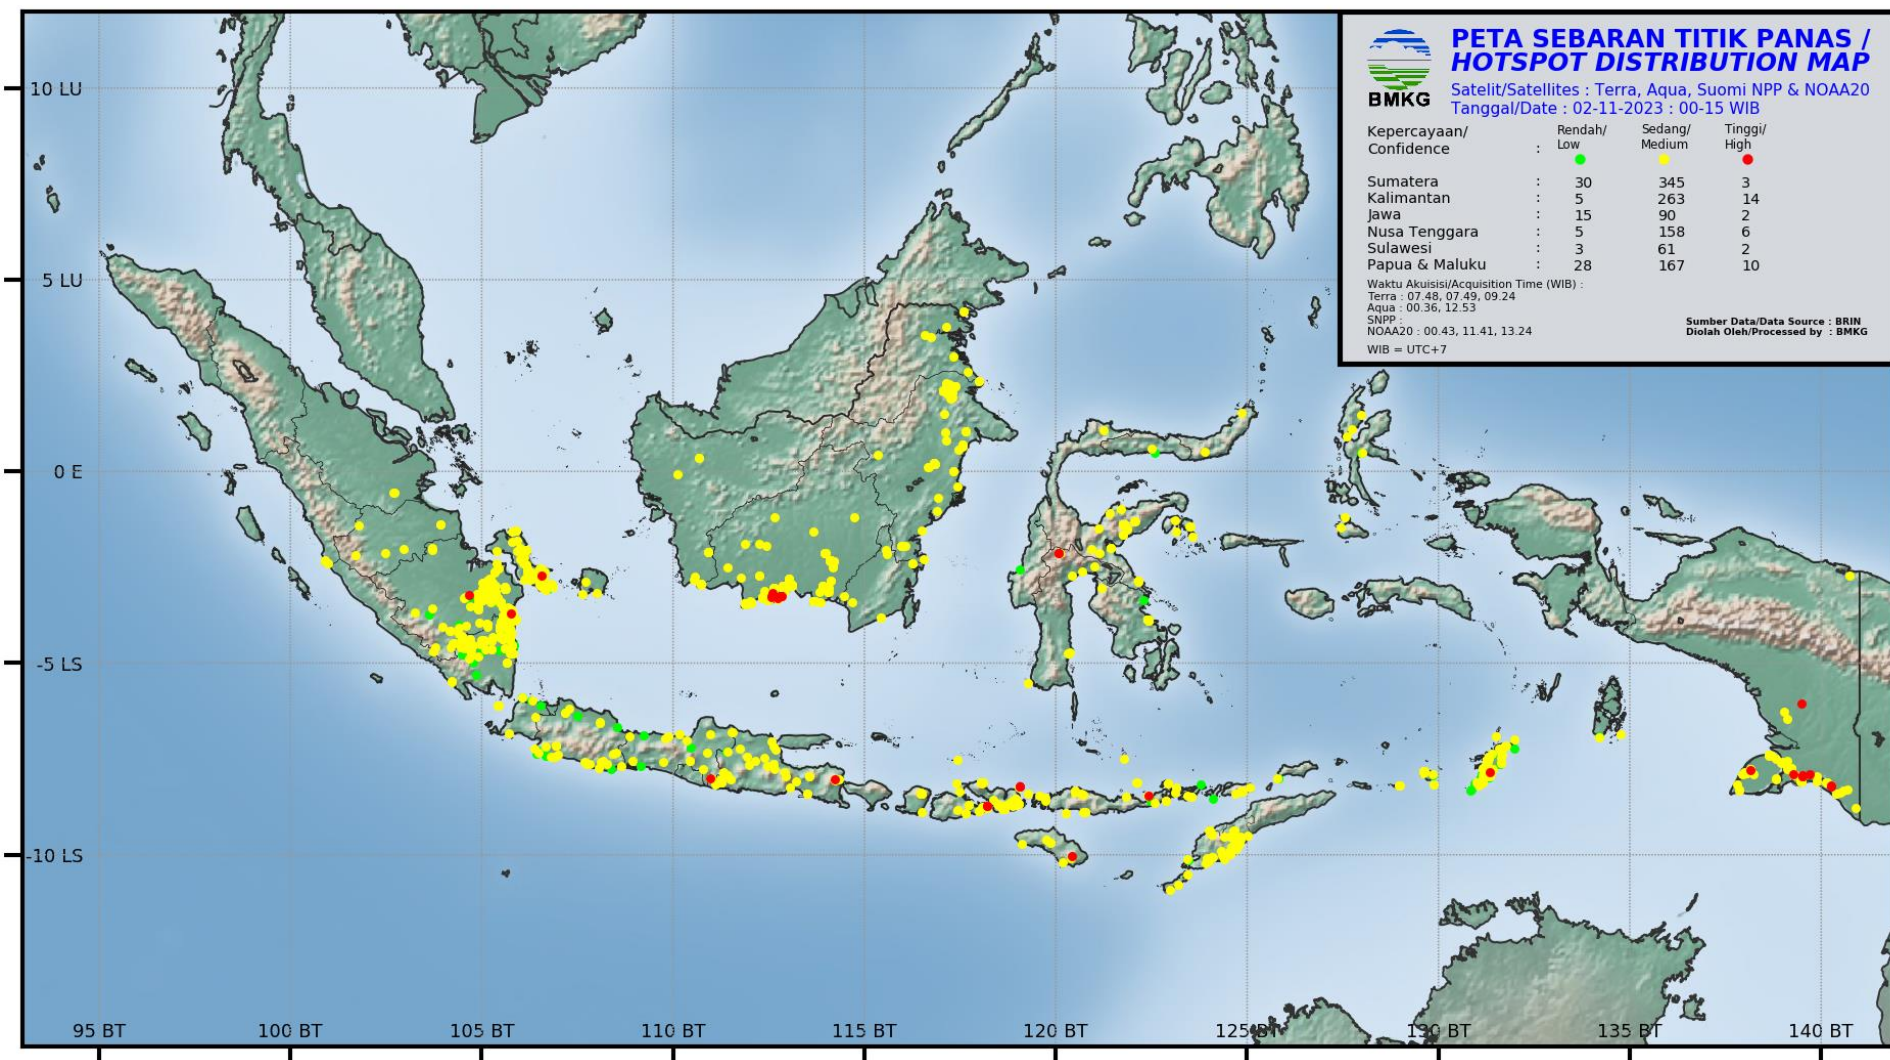 PETA SEBARAN TITIK PANAS /
HOTSPOT DISTRIBUTION MAP
Satelit/Satellites : Terra, Aqua, Suomi NPP & NOAA20
Tanggal/Date : 02-11-2023 : 00-15 WIB
BMKG
Kepercayaan/ Rendah/ Sedang/ Tinggi/
Confidence : Low Medium High
Sumatera : 30 345 3
Kalimantan : 5 263 14
Jawa : 15 90 2
Nusa Tenggara : 5 158 6
Sulawesi : 3 61 2
Papua & Maluku : 28 167 10
Waktu Akuisisi/Acquisition Time (WIB) :
Terra : 07.48, 07.49, 09.24
Aqua : 00.36, 12.53
SNPP :
NOAA20 : 00.43, 11.41, 13.24
WIB = UTC+7
Sumber Data/Data Source : BRIN
Diolah Oleh/Processed by : BMKG
10 LU
5 LU
0 E
-5 LS
-10 LS
95 BT 100 BT 105 BT 110 BT 115 BT 120 BT 125 BT 130 BT 135 BT 140 BT